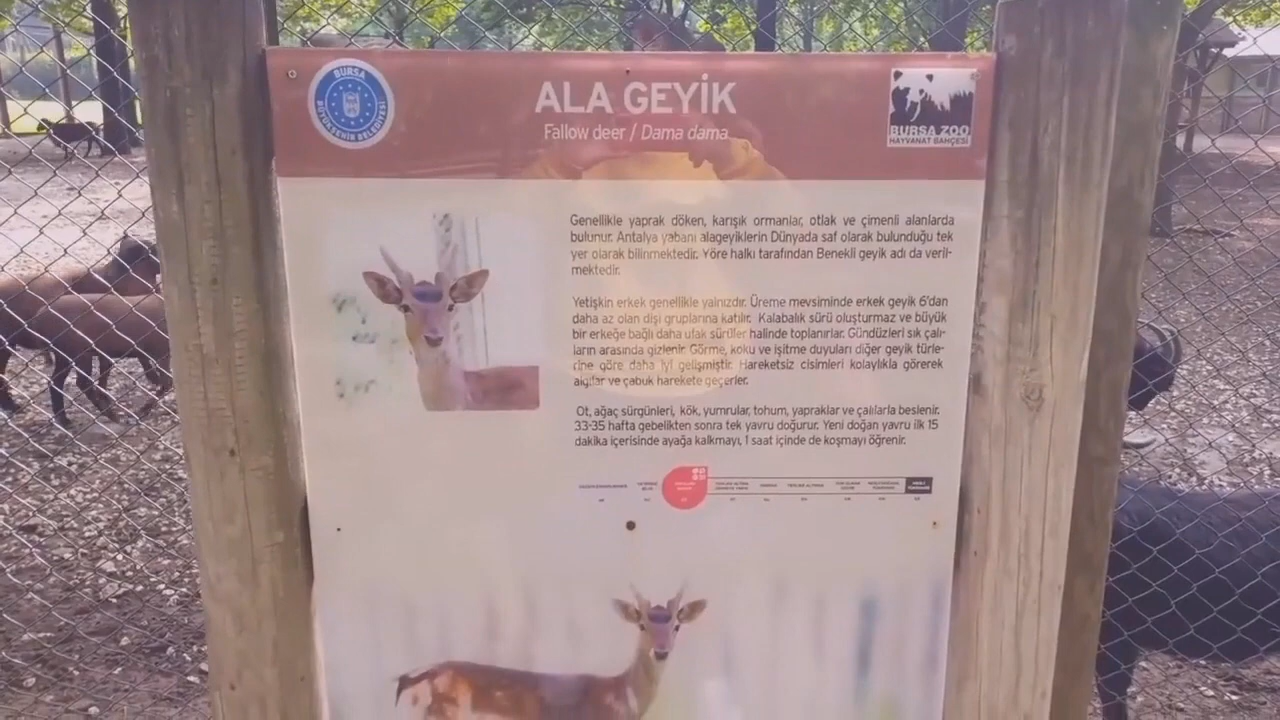 BURSA
BÜYÜKŞEHİR BELEDİYESİ
ALA GEYİK
Fallow deer / Dama dama
BURSA ZOO
HAYVANAT BAHÇESİ
Genellikle yaprak döken, karışık ormanlar, otlak ve çimenli alanlarda
bulunur. Antalya yabani alageyiklerin Dünyada saf olarak bulunduğu tek
yer olarak bilinmektedir. Yöre halkı tarafından Benekli geyik adı da veril-
mektedir.
Yetişkin erkek genellikle yalnızdır. Üreme mevsiminde erkek geyik 6'dan
daha az olan dişi gruplarına katılır. Kalabalık sürü oluşturmaz ve büyük
bir erkeğe bağlı daha ufak sürüler halinde toplanırlar. Gündüzleri sık çalı-
ların arasında gizlenir. Görme, koku ve işitme duyuları diğer geyik türle-
rine göre daha iyi gelişmiştir. Hareketsiz cisimleri kolaylıkla görerek
algılar ve çabuk harekete geçerler.
Ot, ağaç sürgünleri, kök, yumrular, tohum, yapraklar ve çalılarla beslenir.
33-35 hafta gebelikten sonra tek yavru doğurur. Yeni doğan yavru ilk 15
dakika içerisinde ayağa kalkmayı, 1 saat içinde de koşmayı öğrenir.